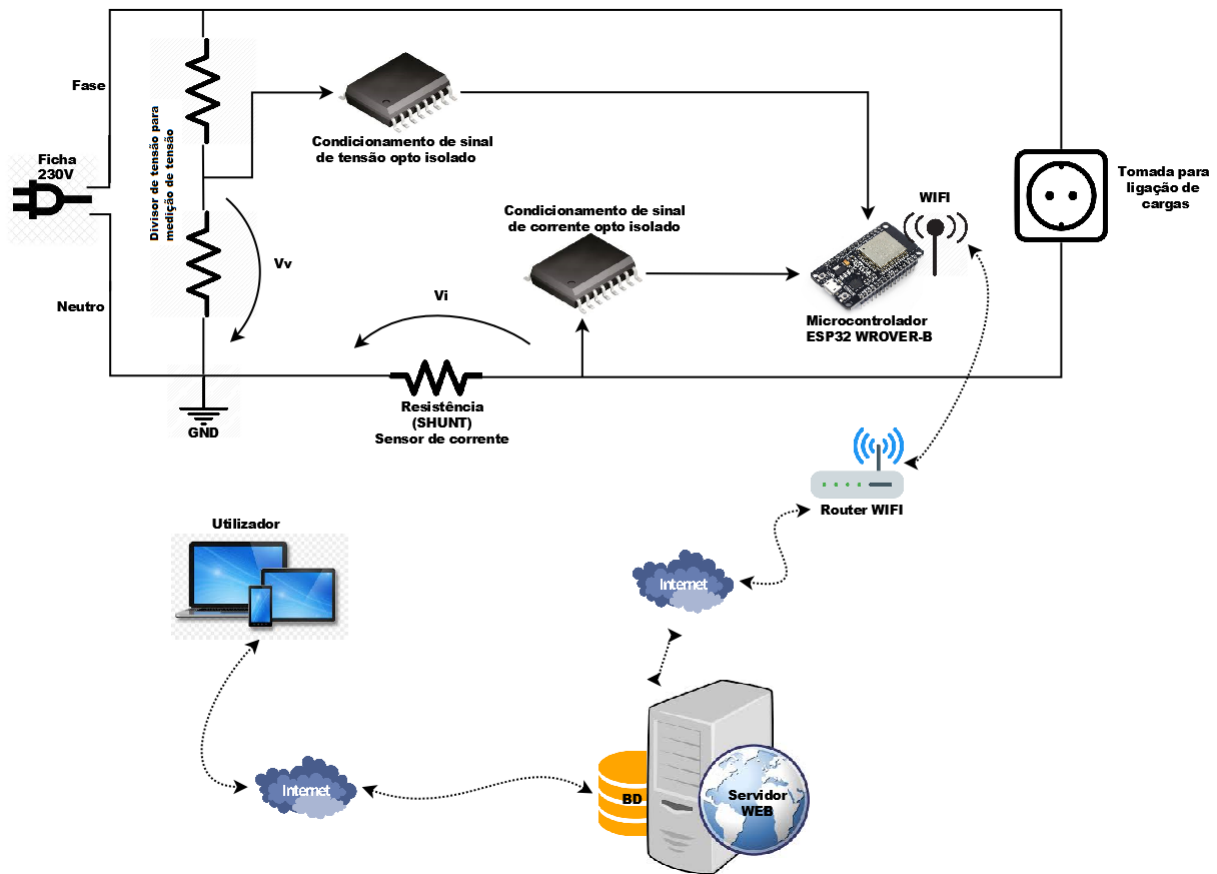 Fase
Ficha
230V
Neutro
Divisor de tensão para
medição de tensão
Vv
GND
Condicionamento de sinal
de tensão opto isolado
Condicionamento de sinal
de corrente opto isolado
Vi
Resistência
(SHUNT)
Sensor de corrente
WIFI
Microcontrolador
ESP32 WROVER-B
Tomada para
ligação de
cargas
Router WIFI
Internet
Utilizador
Internet
BD
Servidor
WEB